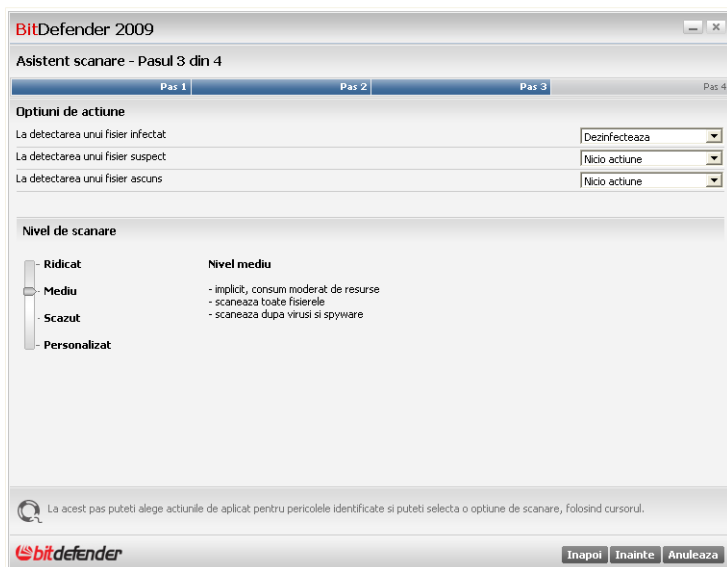 BitDefender 2009
Asistent scanare - Pasul 3 din 4
Pas 1 Pas 2 Pas 3 Pas 4
Optiuni de actiune
La detectarea unui fisier infectat Dezinfecteaza
La detectarea unui fisier suspect Nicio actiune
La detectarea unui fisier ascuns Nicio actiune
Nivel de scanare
- Ridicat Nivel mediu
- Mediu - implicit, consum moderat de resurse
- scaneaza toate fisierele
- Scazut - scaneaza dupa virusi si spyware
- Personalizat
La acest pas puteti alege actiunile de aplicat pentru pericolele identificate si puteti selecta o optiune de scanare, folosind cursorul.
bitdefender Inapoi Inainte Anuleaza